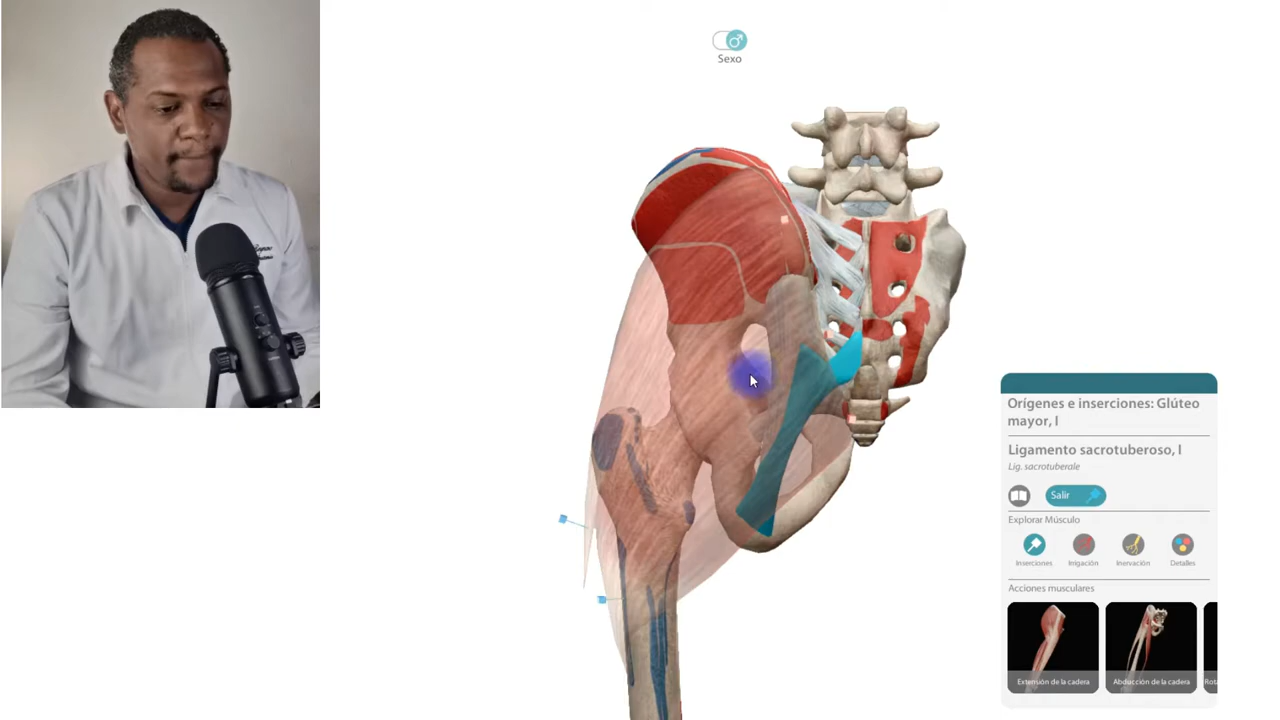 Sexo
Orígenes e inserciones: Glúteo
mayor, l
Ligamento sacrotuberoso, l
Lig. sacrotuberale
Salir
Explorar Músculo
Inserciones
Irrigación
Inervación
Detalles
Acciones musculares
Extensión de la cadera
Abducción de la cadera